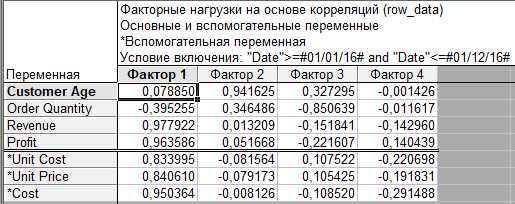 Факторные нагрузки на основе корреляций (row_data)
Основные и вспомогательные переменные
*Вспомогательная переменная
Условие включения: "Date">=#01/01/16# and "Date"<=#01/12/16#
Переменная Фактор 1 Фактор 2 Фактор 3 Фактор 4
Customer Age 0,078850 0,941625 0,327295 -0,001426
Order Quantity -0,395255 0,346486 -0,850639 -0,011617
Revenue 0,977922 0,013209 -0,151841 -0,142960
Profit 0,963586 0,051668 -0,221607 0,140439
*Unit Cost 0,833995 -0,081564 0,107522 -0,220698
*Unit Price 0,840610 -0,079173 0,105425 -0,191831
*Cost 0,950364 -0,008126 -0,108520 -0,291488